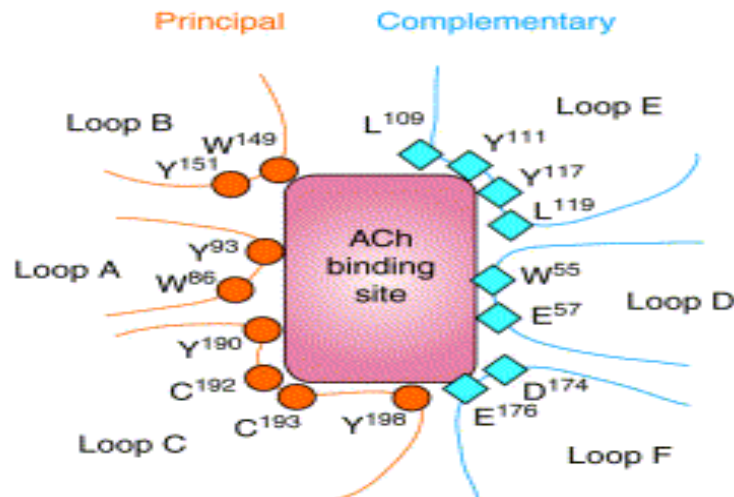 Principal Complementary
Loop B
W¹⁴⁹
Y¹⁵¹
L¹⁰⁹
Y¹¹¹
Loop E
Y¹¹⁷
L¹¹⁹
Y⁹³
Loop A
W⁸⁶
ACh
binding
site
W⁵⁵
Loop D
E⁵⁷
Y¹⁹⁰
C¹⁹²
C¹⁹³
Y¹⁹⁸
Loop C
D¹⁷⁴
E¹⁷⁶
Loop F